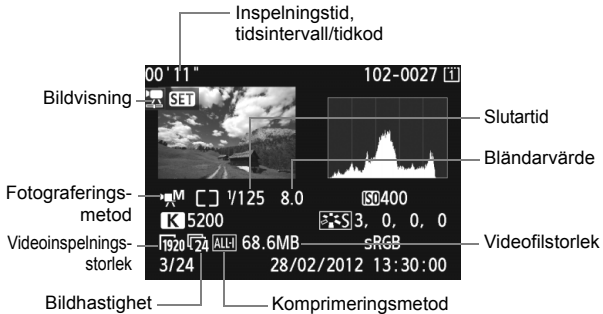 Inspelningstid,
tidsintervall/tidkod
00'11" 102-0027 1
Bildvisning
SET
Slutartid
Bländarvärde
Fotograferings-
metod
M 1/125 8.0 ISO 400
K 5200 S 3, 0, 0, 0
Videoinspelnings-
storlek
1920 24 ALL-I 68.6MB sRGB
Videofilstorlek
3/24 28/02/2012 13:30:00
Bildhastighet
Komprimeringsmetod